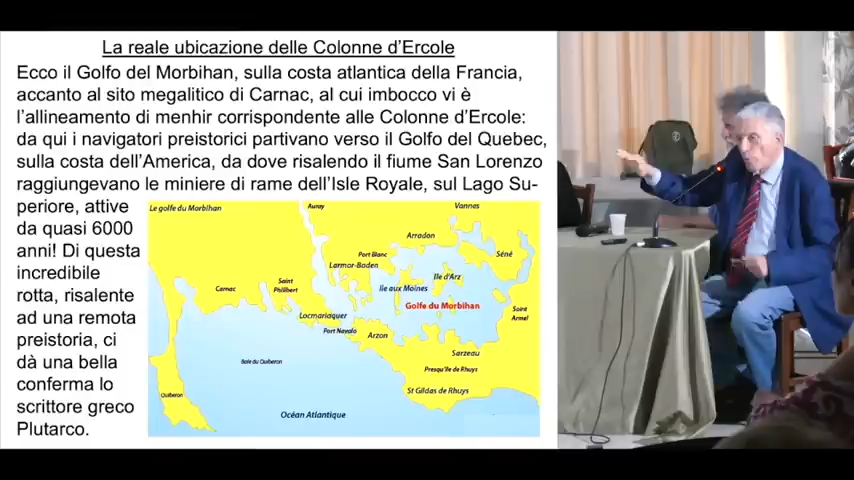 La reale ubicazione delle Colonne d'Ercole
Ecco il Golfo del Morbihan, sulla costa atlantica della Francia,
accanto al sito megalitico di Carnac, al cui imbocco vi è
l'allineamento di menhir corrispondente alle Colonne d'Ercole:
da qui i navigatori preistorici partivano verso il Golfo del Quebec,
sulla costa dell'America, da dove risalendo il fiume San Lorenzo
raggiungevano le miniere di rame dell'Isle Royale, sul Lago Su-
periore, attive
da quasi 6000
anni! Di questa
incredibile
rotta, risalente
ad una remota
preistoria, ci
dà una bella
conferma lo
scrittore greco
Plutarco.
Le golfe du Morbihan
Auray
Vannes
Arradon
Port Blanc
Séné
Larmor-Baden
Ile d'Arz
Carnac
Saint
Philibert
Ile aux Moines
Golfe du Morbihan
Locmariaquer
Saint
Armel
Port Navalo
Arzon
Sarzeau
Baie du Quiberon
Presqu'île de Rhuys
Quiberon
St Gildas de Rhuys
Océan Atlantique